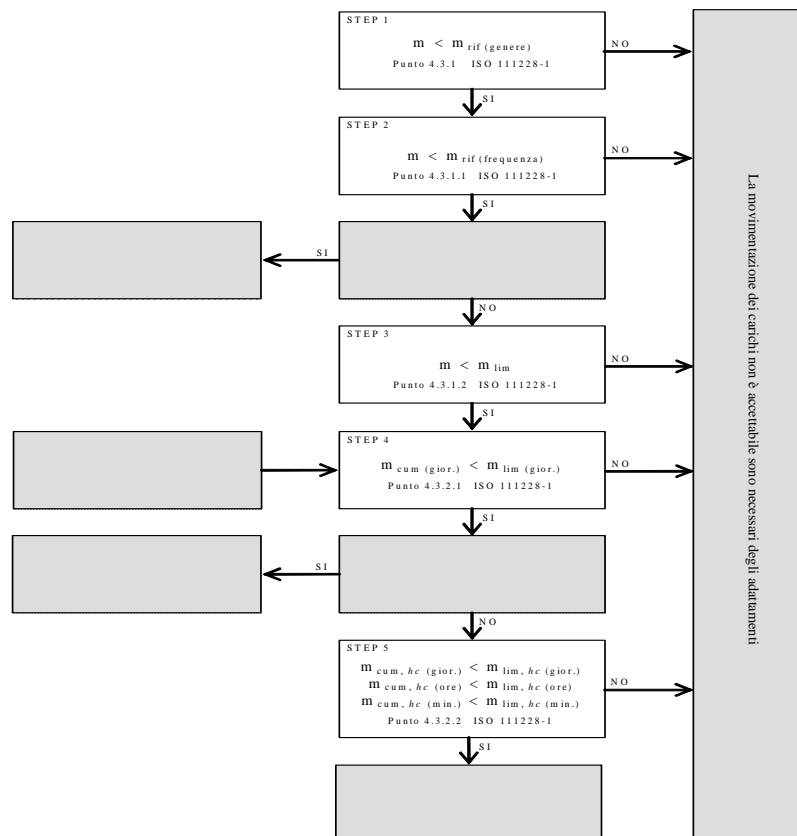 STEP 1
m < m rif (genere)
Punto 4.3.1 ISO 111228-1
NO
SI
STEP 2
m < m rif (frequenza)
Punto 4.3.1.1 ISO 111228-1
NO
SI
SI
NO
STEP 3
m < m lim
Punto 4.3.1.2 ISO 111228-1
NO
SI
STEP 4
m cum (gior.) < m lim (gior.)
Punto 4.3.2.1 ISO 111228-1
NO
SI
SI
NO
STEP 5
m cum, hc (gior.) < m lim, hc (gior.)
m cum, hc (ore) < m lim, hc (ore)
m cum, hc (min.) < m lim, hc (min.)
Punto 4.3.2.2 ISO 111228-1
NO
SI
La movimentazione dei carichi non è accettabile sono necessari degli adattamenti